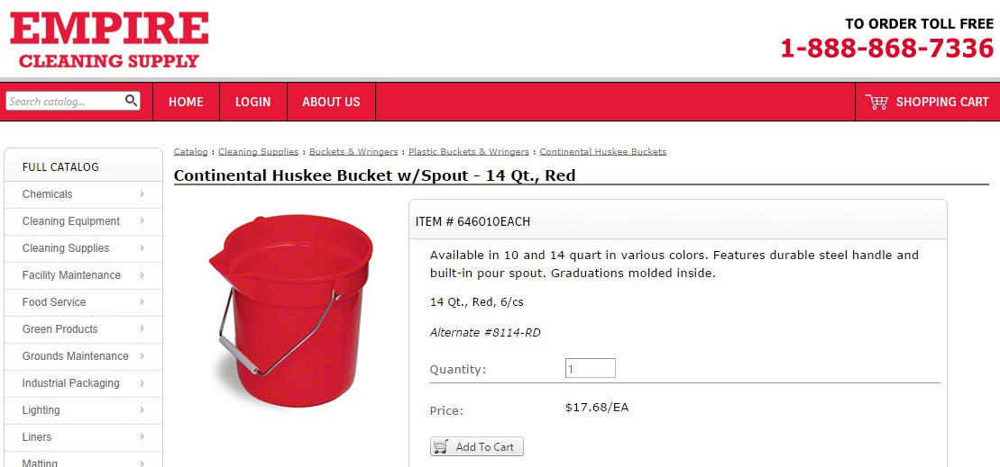 EMPIRE
CLEANING SUPPLY
TO ORDER TOLL FREE
1-888-868-7336
Search catalog...
HOME
LOGIN
ABOUT US
SHOPPING CART
FULL CATALOG
Chemicals
Cleaning Equipment
Cleaning Supplies
Facility Maintenance
Food Service
Green Products
Grounds Maintenance
Industrial Packaging
Lighting
Liners
Matting
Catalog : Cleaning Supplies : Buckets & Wringers : Plastic Buckets & Wringers : Continental Huskee Buckets
Continental Huskee Bucket w/Spout - 14 Qt., Red
ITEM # 646010EACH
Available in 10 and 14 quart in various colors. Features durable steel handle and
built-in pour spout. Graduations molded inside.
14 Qt., Red, 6/cs
Alternate #8114-RD
Quantity: 1
Price: $17.68/EA
Add To Cart